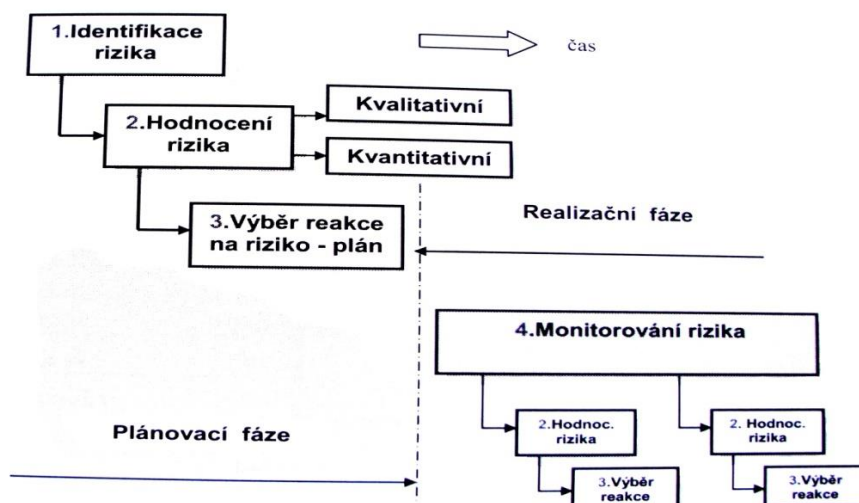 1.Identifikace
rizika
čas
2.Hodnocení
rizika
Kvalitativní
Kvantitativní
3.Výběr reakce
na riziko - plán
Realizační fáze
4.Monitorování rizika
Plánovací fáze
2.Hodnoc.
rizika
2. Hodnoc.
rizika
3.Výběr
reakce
3.Výběr
reakce